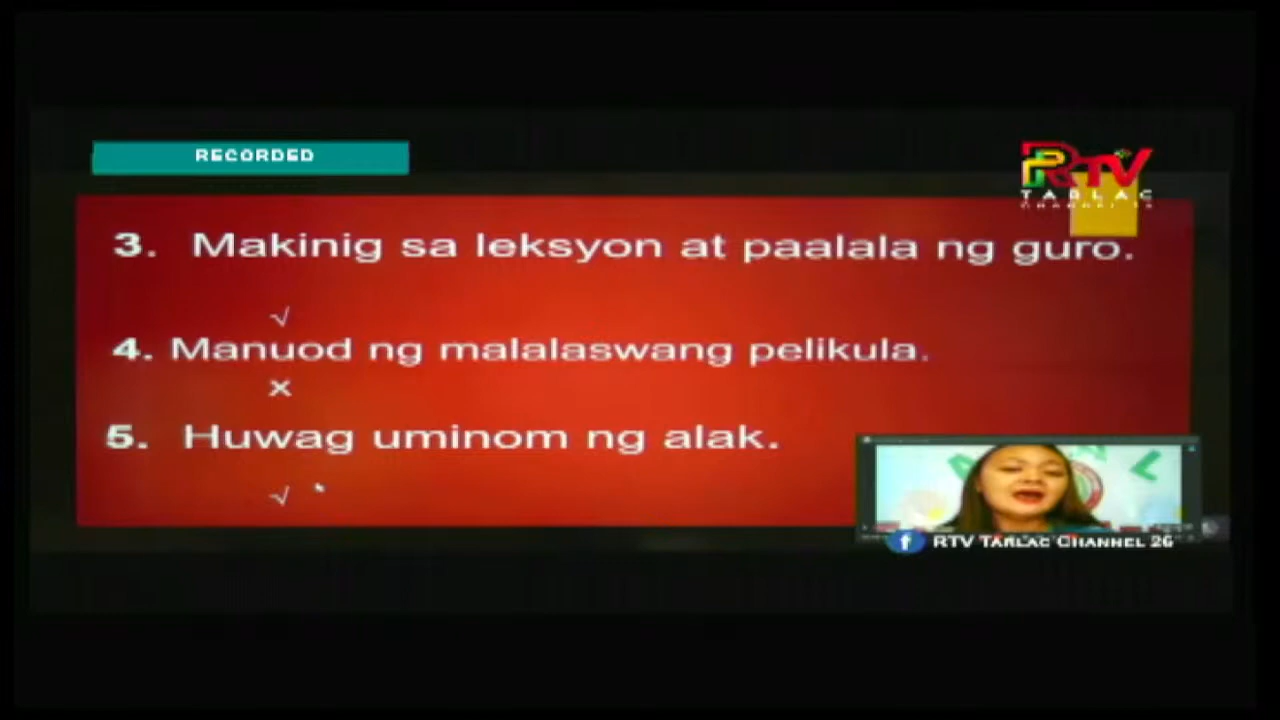 RECORDED
RTV
TARLAC
3. Makinig sa leksyon at paalala ng guro.
√
4. Manuod ng malalaswang pelikula.
x
5. Huwag uminom ng alak.
√
RTV TARLAC CHANNEL 26